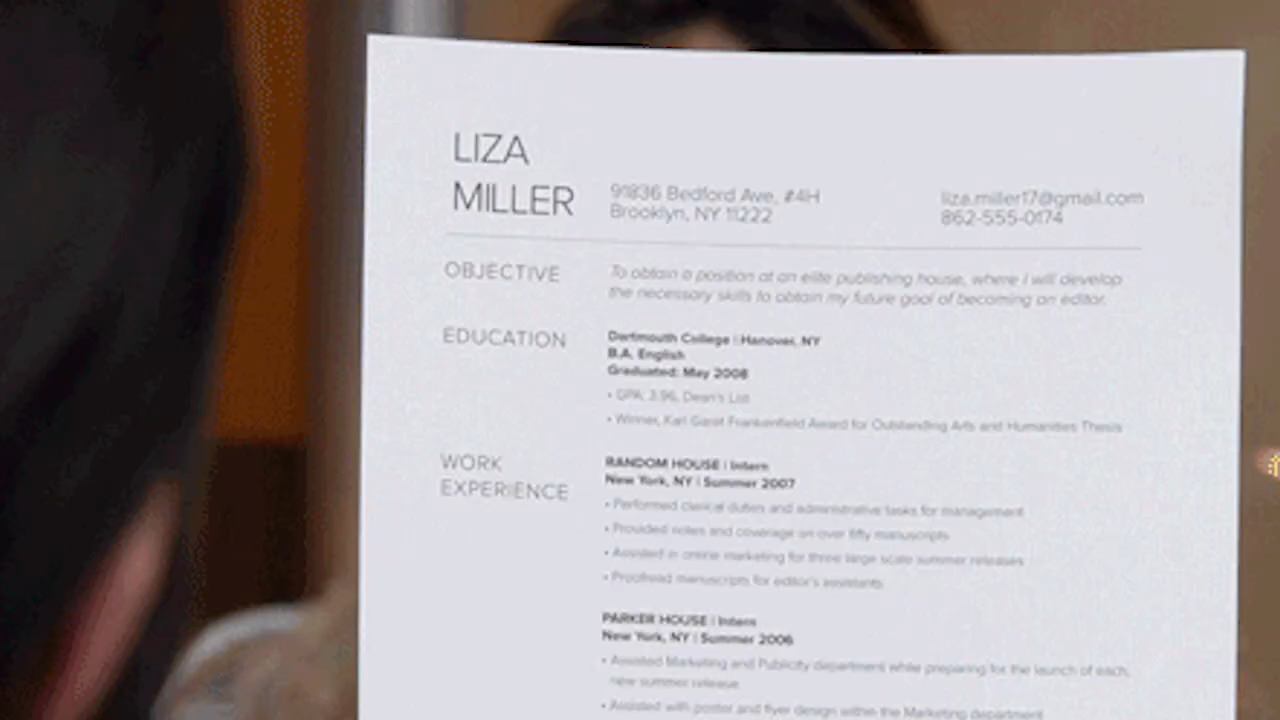 LIZA
MILLER
91836 Bedford Ave, #4H
Brooklyn, NY 11222
liza.miller17@gmail.com
862-555-0174
OBJECTIVE
To obtain a position at an elite publishing house, where I will develop
the necessary skills to obtain my future goal of becoming an editor.
EDUCATION
Dartmouth College | Hanover, NY
B.A. English
Graduated: May 2008
• GPA: 3.96, Dean's List
• Winner, Karl Garat Frankenfield Award for Outstanding Arts and Humanities Thesis
WORK
EXPERIENCE
RANDOM HOUSE | Intern
New York, NY | Summer 2007
• Performed clerical duties and administrative tasks for management
• Provided notes and coverage on over fifty manuscripts
• Assisted in online marketing for three large scale summer releases
• Proofread manuscripts for editor's assistants
PARKER HOUSE | Intern
New York, NY | Summer 2006
• Assisted Marketing and Publicity department while preparing for the launch of each
new summer release
• Assisted with poster and flyer design within the Marketing department